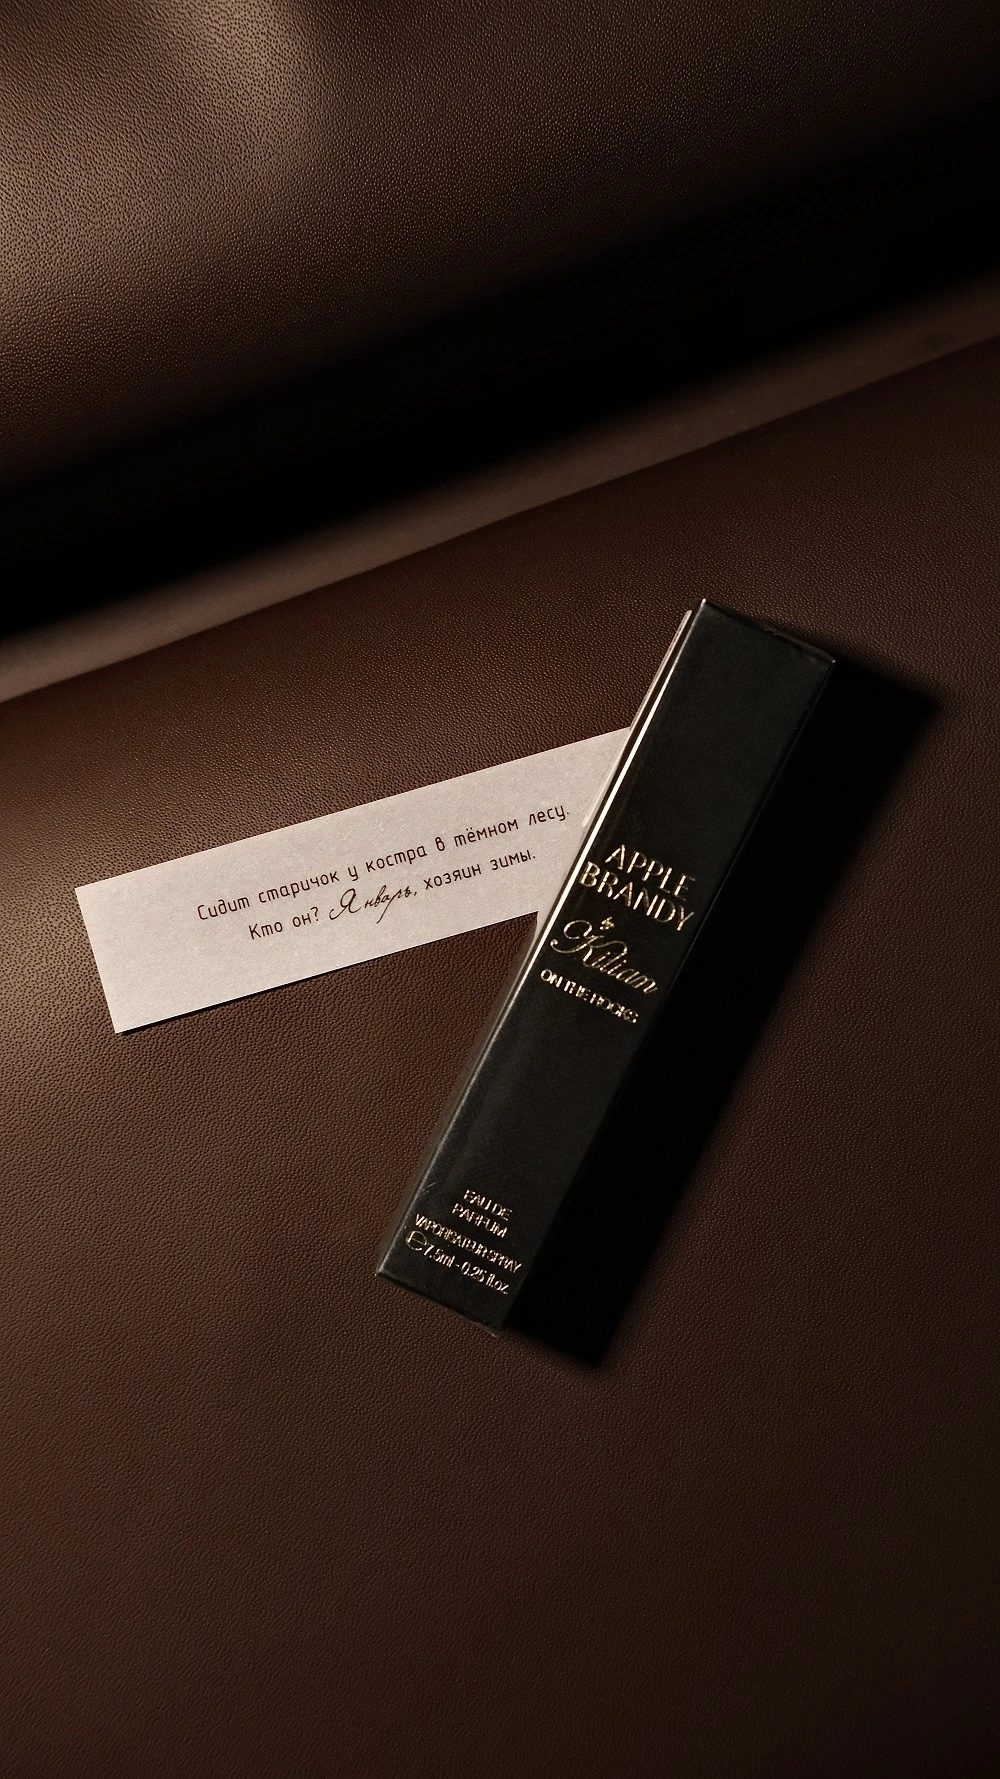 Сидит старичок у костра в тёмном лесу.
Кто он? Январь, хозяин зимы.
APPLE
BRANDY
by
Kilian
ON THE ROCKS
EAU DE
PARFUM
VAPORISATEUR SPRAY
℮7.5ml - 0.25 fl.oz.